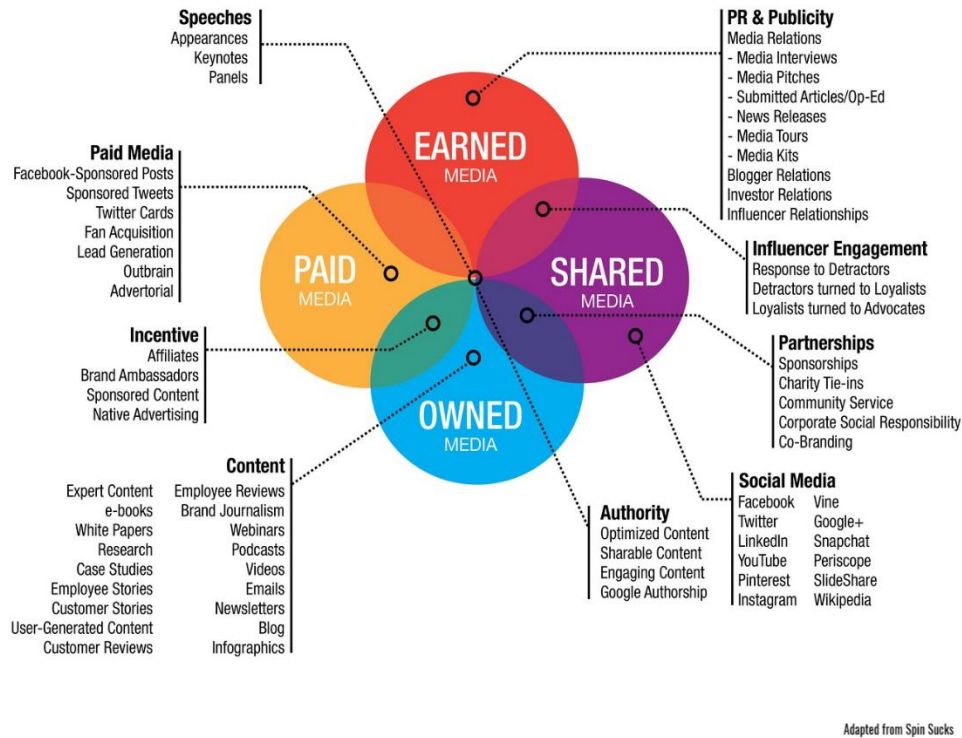 Speeches
Appearances
Keynotes
Panels
PR & Publicity
Media Relations
- Media Interviews
- Media Pitches
- Submitted Articles/Op-Ed
- News Releases
- Media Tours
- Media Kits
Blogger Relations
Investor Relations
Influencer Relationships
EARNED
MEDIA
Paid Media
Facebook-Sponsored Posts
Sponsored Tweets
Twitter Cards
Fan Acquisition
Lead Generation
Outbrain
Advertorial
PAID
MEDIA
SHARED
MEDIA
Influencer Engagement
Response to Detractors
Detractors turned to Loyalists
Loyalists turned to Advocates
Incentive
Affiliates
Brand Ambassadors
Sponsored Content
Native Advertising
OWNED
MEDIA
Partnerships
Sponsorships
Charity Tie-ins
Community Service
Corporate Social Responsibility
Co-Branding
Content
Expert Content Employee Reviews
e-books Brand Journalism
White Papers Webinars
Research Podcasts
Case Studies Videos
Employee Stories Emails
Customer Stories Newsletters
User-Generated Content Blog
Customer Reviews Infographics
Authority
Optimized Content
Sharable Content
Engaging Content
Google Authorship
Social Media
Facebook Vine
Twitter Google+
LinkedIn Snapchat
YouTube Periscope
Pinterest SlideShare
Instagram Wikipedia
Adapted from Spin Sucks